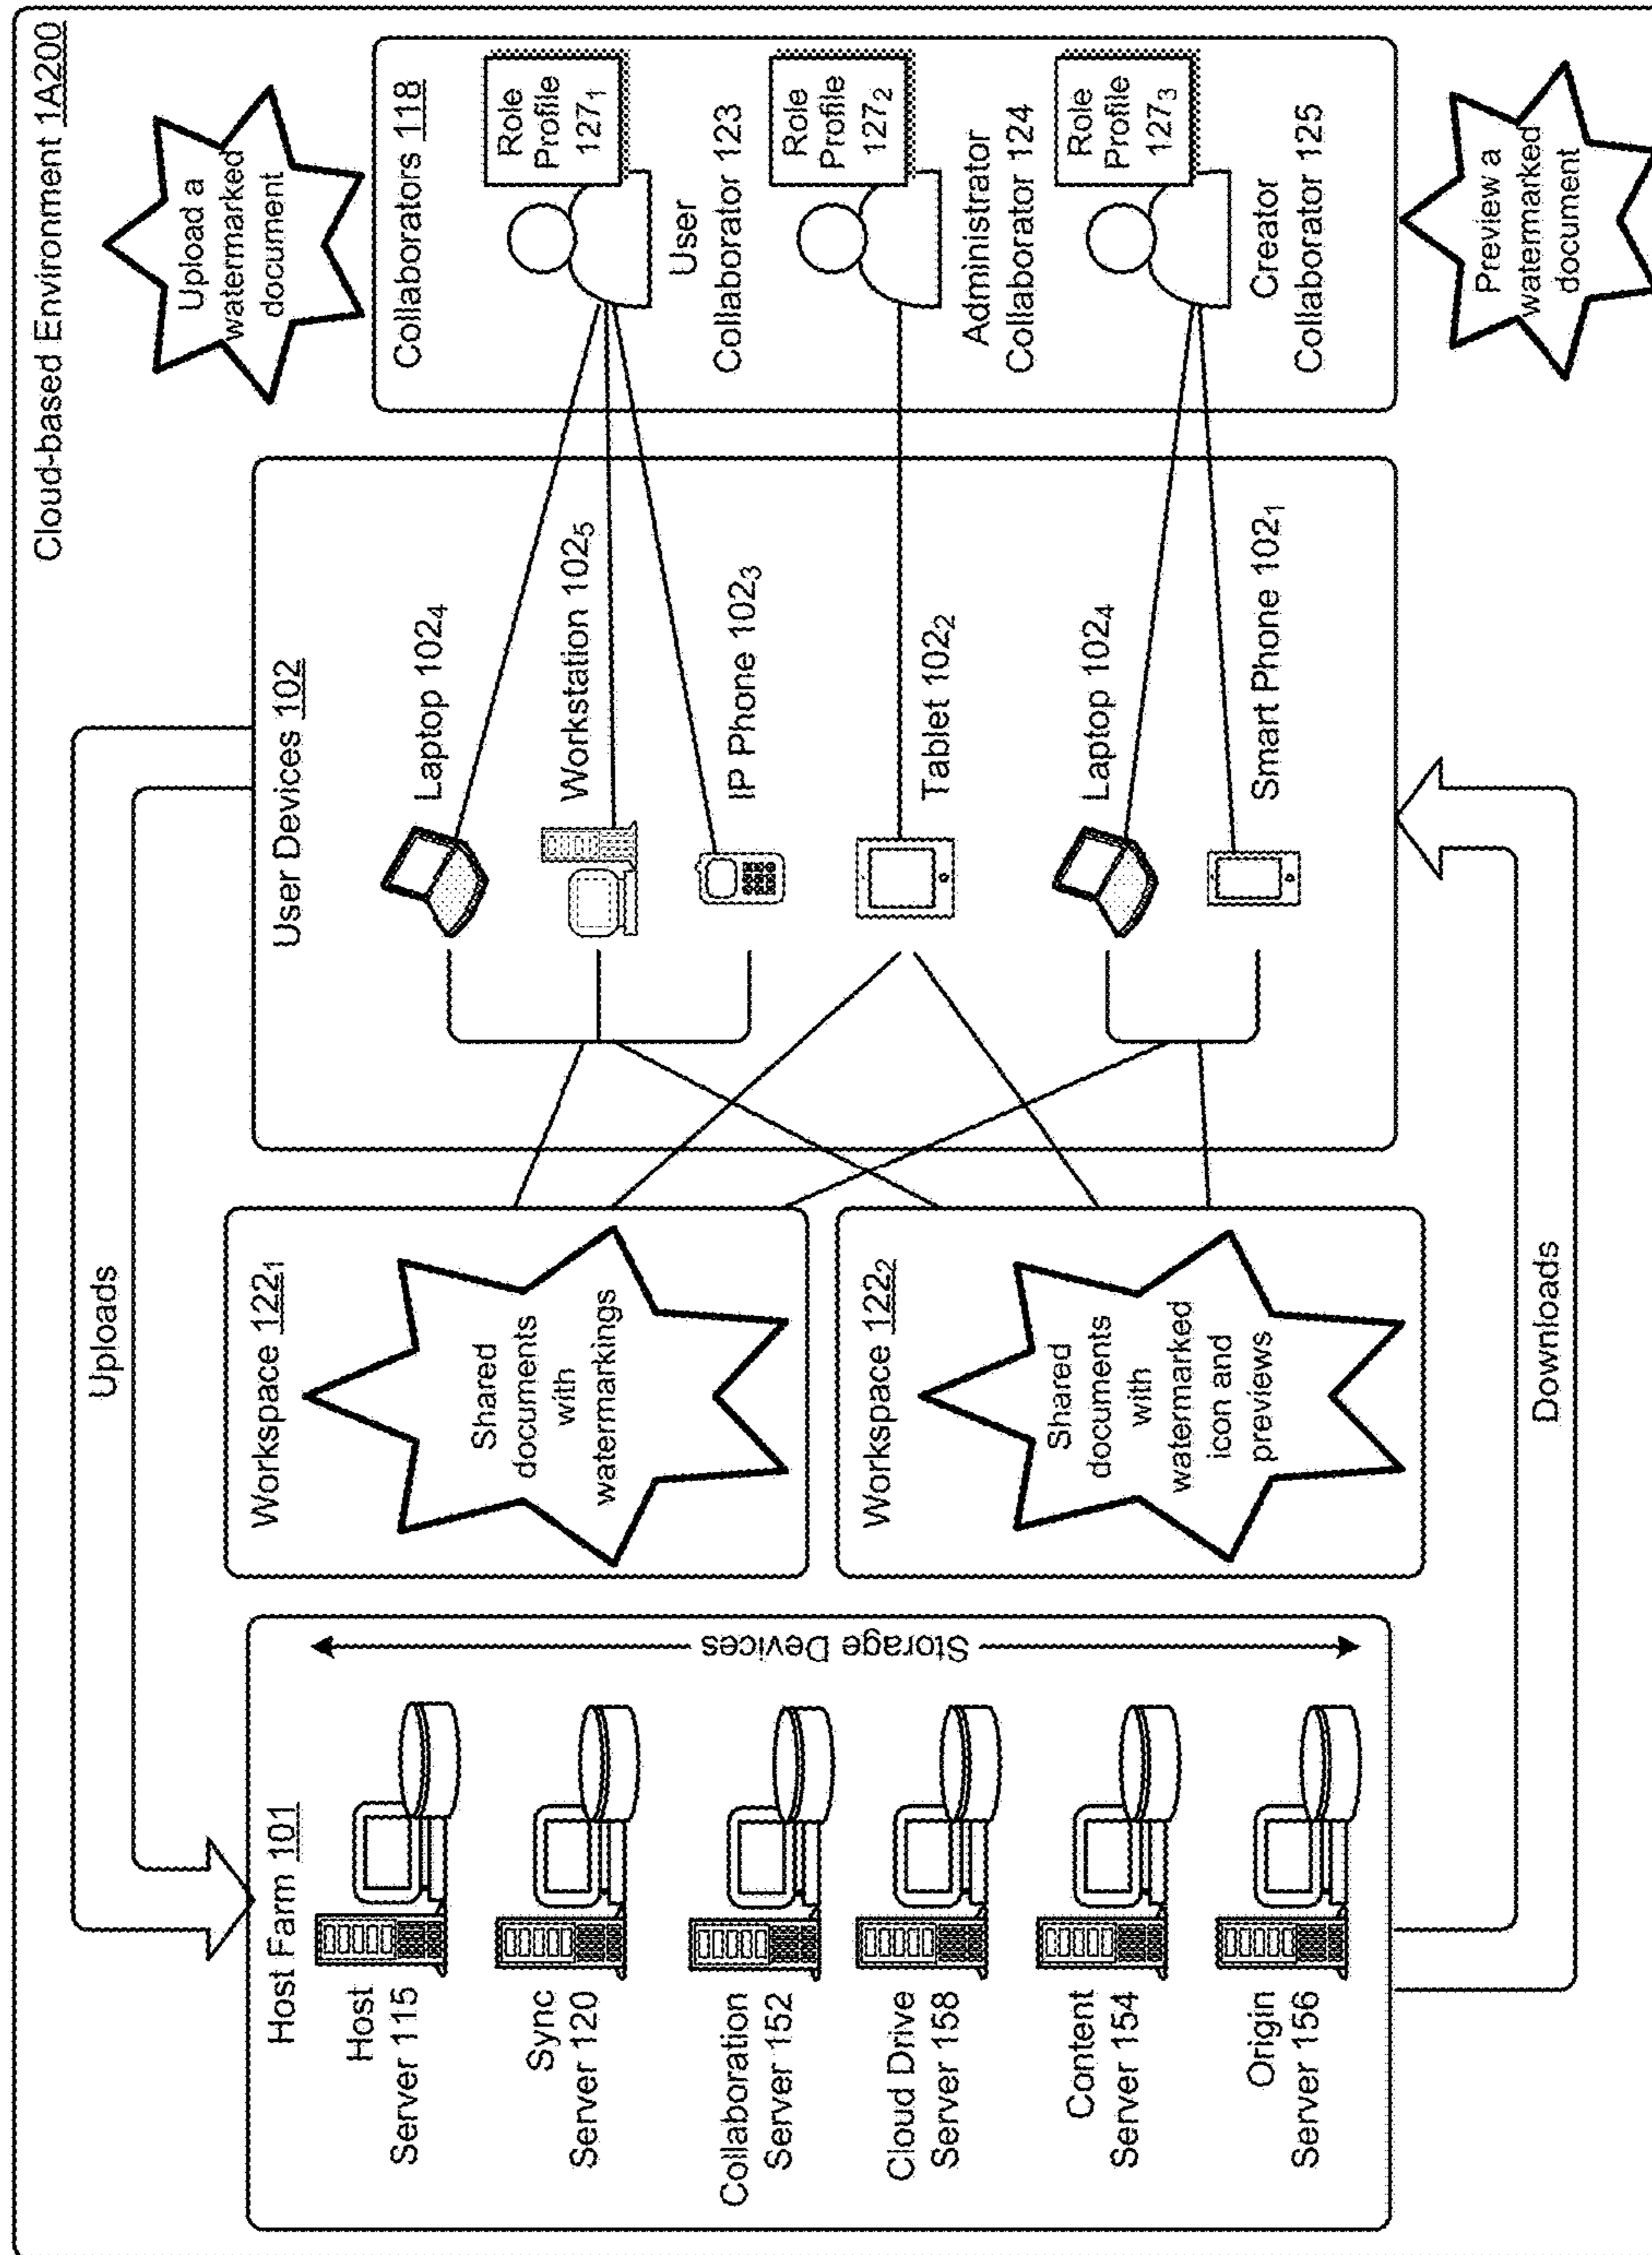 Cloud-based Environment 1A200
Uploads
Host Farm 101
Host
Server 115
Sync
Server 120
Collaboration
Server 152
Cloud Drive
Server 158
Content
Server 154
Origin
Server 156
Storage Devices
Workspace 122₁
Shared
documents
with
watermarkings
Workspace 122₂
Shared
documents
with
watermarked
icon and
previews
User Devices 102
Laptop 102₄
Workstation 102₅
IP Phone 102₃
Tablet 102₂
Laptop 102₄
Smart Phone 102₁
Upload a
watermarked
document
Collaborators 118
Role
Profile
127₁
User
Collaborator 123
Role
Profile
127₂
Administrator
Collaborator 124
Role
Profile
127₃
Creator
Collaborator 125
Preview a
watermarked
document
Downloads